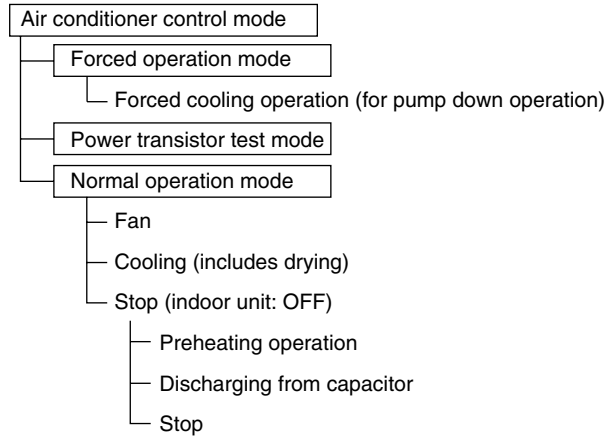 Air conditioner control mode
Forced operation mode
Forced cooling operation (for pump down operation)
Power transistor test mode
Normal operation mode
Fan
Cooling (includes drying)
Stop (indoor unit: OFF)
Preheating operation
Discharging from capacitor
Stop